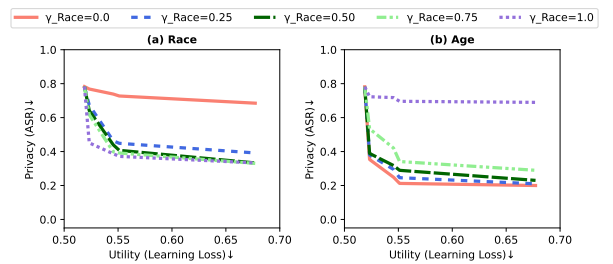 γ_Race=0.0 γ_Race=0.25 γ_Race=0.50 γ_Race=0.75 γ_Race=1.0
(a) Race
Privacy (ASR)↓
1.0
0.8
0.6
0.4
0.2
0.0
0.50 0.55 0.60 0.65 0.70
Utility (Learning Loss)↓
(b) Age
Privacy (ASR)↓
1.0
0.8
0.6
0.4
0.2
0.0
0.50 0.55 0.60 0.65 0.70
Utility (Learning Loss)↓